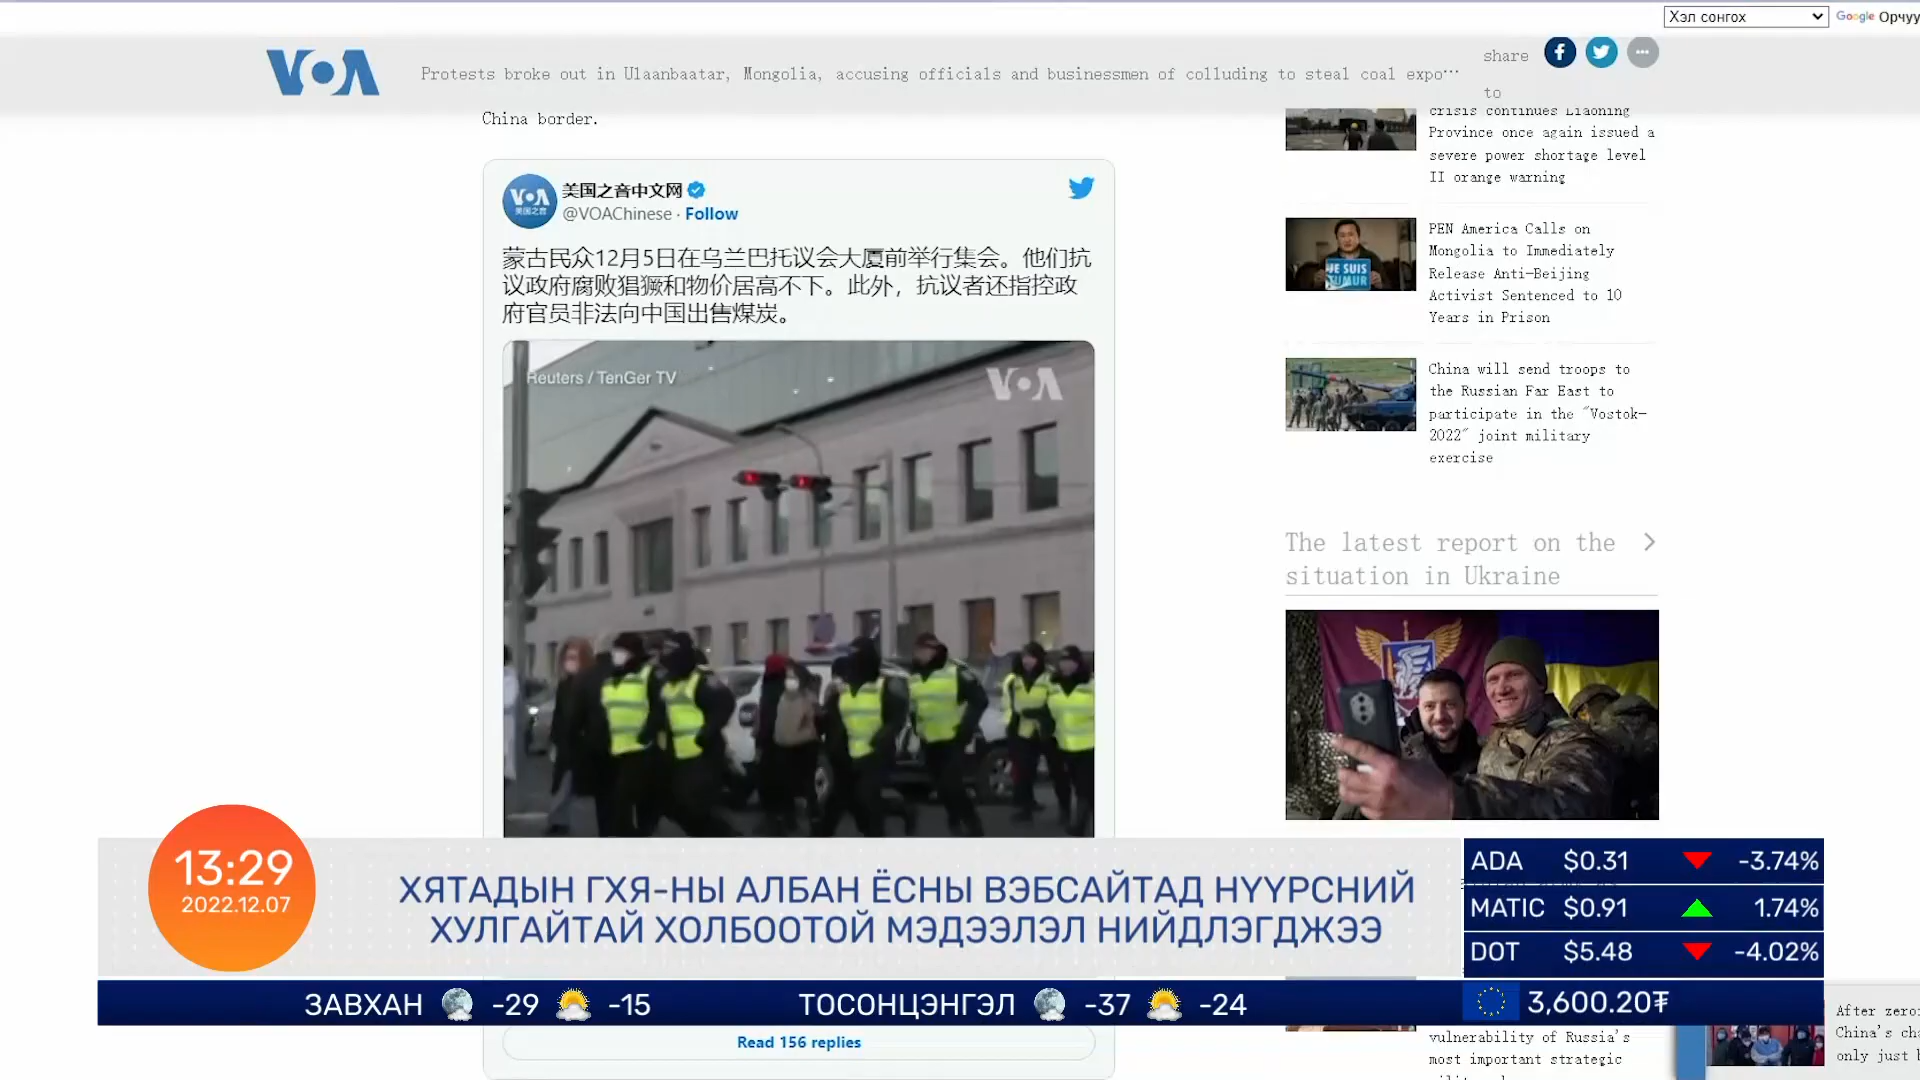 Хэл сонгох
Google Орчуу
VOA
Protests broke out in Ulaanbaatar, Mongolia, accusing officials and businessmen of colluding to steal coal expo…
share
to
China border.
VOA
美国之音
美国之音中文网
@VOAChinese · Follow
蒙古民众12月5日在乌兰巴托议会大厦前举行集会。他们抗
议政府腐败猖獗和物价居高不下。此外，抗议者还指控政
府官员非法向中国出售煤炭。
Reuters / TenGer TV
VOA
crisis continues Liaoning
Province once again issued a
severe power shortage level
II orange warning
JE SUIS
TUMUR
PEN America Calls on
Mongolia to Immediately
Release Anti-Beijing
Activist Sentenced to 10
Years in Prison
China will send troops to
the Russian Far East to
participate in the "Vostok-
2022" joint military
exercise
The latest report on the
situation in Ukraine
13:29
2022.12.07
ХЯТАДЫН ГХЯ-НЫ АЛБАН ЁСНЫ ВЭБСАЙТАД НҮҮРСНИЙ
ХУЛГАЙТАЙ ХОЛБООТОЙ МЭДЭЭЛЭЛ НИЙДЛЭГДЖЭЭ
ADA $0.31 -3.74%
MATIC $0.91 1.74%
DOT $5.48 -4.02%
ЗАВХАН -29 -15 ТОСОНЦЭНГЭЛ -37 -24
3,600.20₮
Read 156 replies
vulnerability of Russia's
most important strategic
After zero
China's ch
only just b